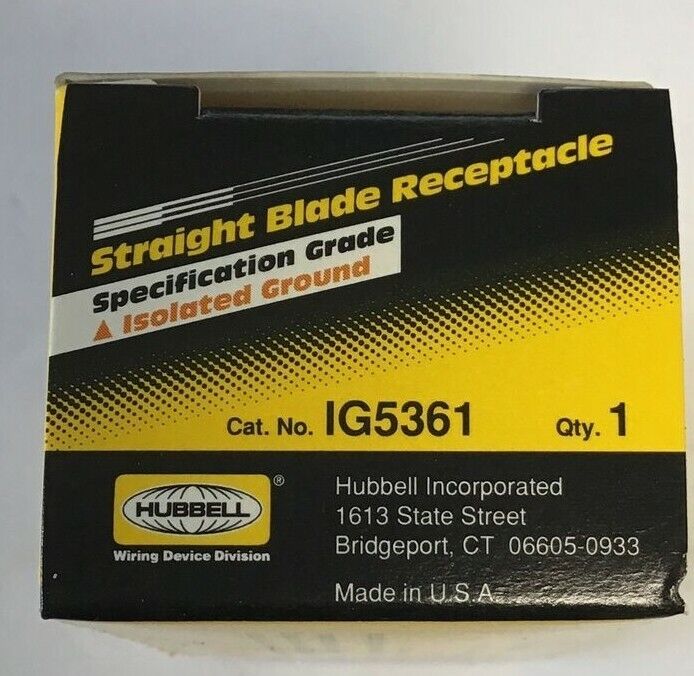 Straight Blade Receptacle
Specification Grade
▲ Isolated Ground
Cat. No. IG5361 Qty. 1
HUBBELL ®
Wiring Device Division
Hubbell Incorporated
1613 State Street
Bridgeport, CT 06605-0933
Made in U.S.A